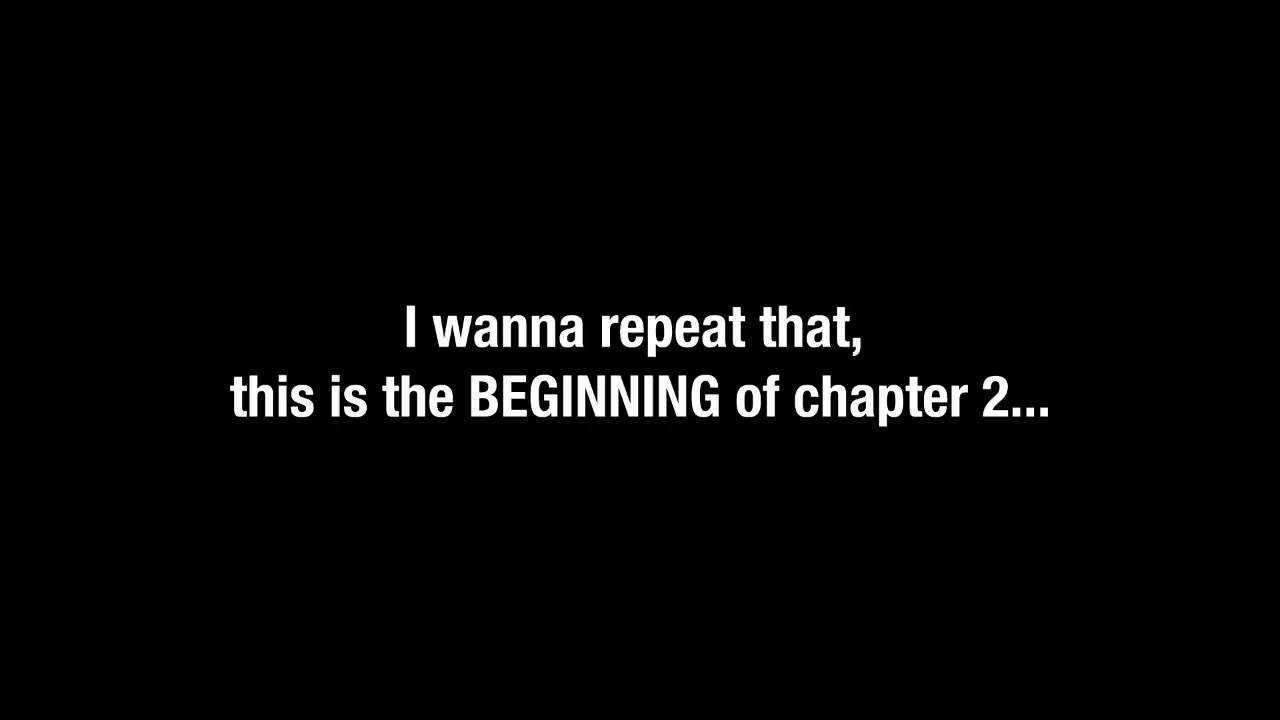 I wanna repeat that,
this is the BEGINNING of chapter 2...